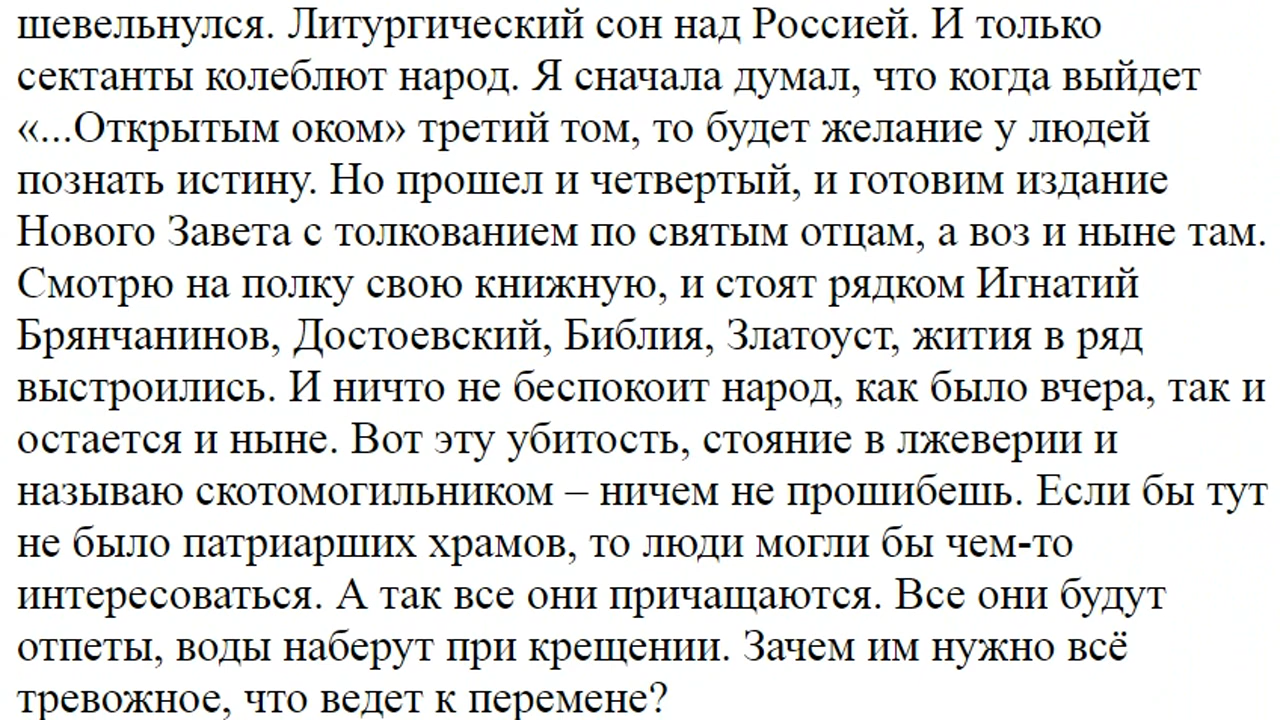 шевельнулся. Литургический сон над Россией. И только
сектанты колеблют народ. Я сначала думал, что когда выйдет
«...Открытым оком» третий том, то будет желание у людей
познать истину. Но прошел и четвертый, и готовим издание
Нового Завета с толкованием по святым отцам, а воз и ныне там.
Смотрю на полку свою книжную, и стоят рядком Игнатий
Брянчанинов, Достоевский, Библия, Златоуст, жития в ряд
выстроились. И ничто не беспокоит народ, как было вчера, так и
остается и ныне. Вот эту убитость, стояние в лжеверии и
называю скотомогильником – ничем не прошибешь. Если бы тут
не было патриарших храмов, то люди могли бы чем-то
интересоваться. А так все они причащаются. Все они будут
отпеты, воды наберут при крещении. Зачем им нужно всё
тревожное, что ведет к перемене?